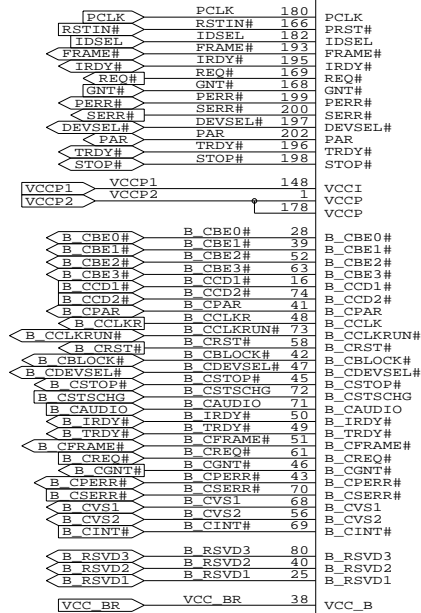 PCLK PCLK 180 PCLK
RSTIN# RSTIN# 166 PRST#
IDSEL IDSEL 182 IDSEL
FRAME# FRAME# 193 FRAME#
IRDY# IRDY# 195 IRDY#
REQ# REQ# 169 REQ#
GNT# GNT# 168 GNT#
PERR# PERR# 199 PERR#
SERR# SERR# 200 SERR#
DEVSEL# DEVSEL# 197 DEVSEL#
PAR PAR 202 PAR
TRDY# TRDY# 196 TRDY#
STOP# STOP# 198 STOP#
VCCP1 VCCP1 148 VCCI
VCCP2 VCCP2 1 VCCP
178 VCCP
B_CBE0# B_CBE0# 28 B_CBE0#
B_CBE1# B_CBE1# 39 B_CBE1#
B_CBE2# B_CBE2# 52 B_CBE2#
B_CBE3# B_CBE3# 63 B_CBE3#
B_CCD1# B_CCD1# 16 B_CCD1#
B_CCD2# B_CCD2# 74 B_CCD2#
B_CPAR B_CPAR 41 B_CPAR
B_CCLKR B_CCLKR 48 B_CCLK
B_CCLKRUN# B_CCLKRUN# 73 B_CCLKRUN#
B_CRST# B_CRST# 58 B_CRST#
B_CBLOCK# B_CBLOCK# 42 B_CBLOCK#
B_CDEVSEL# B_CDEVSEL# 47 B_CDEVSEL#
B_CSTOP# B_CSTOP# 45 B_CSTOP#
B_CSTSCHG B_CSTSCHG 72 B_CSTSCHG
B_CAUDIO B_CAUDIO 71 B_CAUDIO
B_IRDY# B_IRDY# 50 B_IRDY#
B_TRDY# B_TRDY# 49 B_TRDY#
B_CFRAME# B_CFRAME# 51 B_CFRAME#
B_CREQ# B_CREQ# 61 B_CREQ#
B_CGNT# B_CGNT# 46 B_CGNT#
B_CPERR# B_CPERR# 43 B_CPERR#
B_CSERR# B_CSERR# 70 B_CSERR#
B_CVS1 B_CVS1 68 B_CVS1
B_CVS2 B_CVS2 56 B_CVS2
B_CINT# B_CINT# 69 B_CINT#
B_RSVD3 B_RSVD3 80 B_RSVD3
B_RSVD2 B_RSVD2 40 B_RSVD2
B_RSVD1 B_RSVD1 25 B_RSVD1
VCC_BR VCC_BR 38 VCC_B